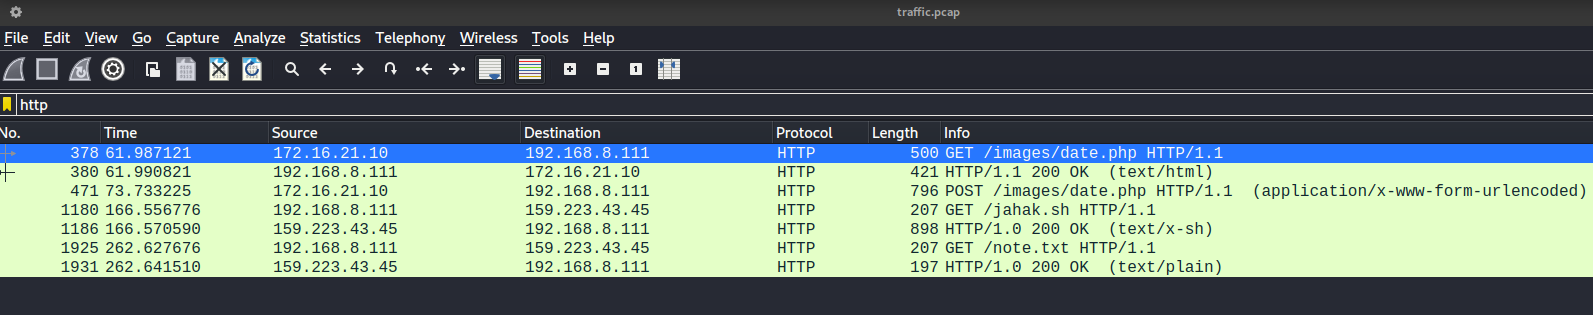 traffic.pcap
File Edit View Go Capture Analyze Statistics Telephony Wireless Tools Help
http
No. Time Source Destination Protocol Length Info
378 61.987121 172.16.21.10 192.168.8.111 HTTP 500 GET /images/date.php HTTP/1.1
380 61.990821 192.168.8.111 172.16.21.10 HTTP 421 HTTP/1.1 200 OK (text/html)
471 73.733225 172.16.21.10 192.168.8.111 HTTP 796 POST /images/date.php HTTP/1.1 (application/x-www-form-urlencoded)
1180 166.556776 192.168.8.111 159.223.43.45 HTTP 207 GET /jahak.sh HTTP/1.1
1186 166.570590 159.223.43.45 192.168.8.111 HTTP 898 HTTP/1.0 200 OK (text/x-sh)
1925 262.627676 192.168.8.111 159.223.43.45 HTTP 207 GET /note.txt HTTP/1.1
1931 262.641510 159.223.43.45 192.168.8.111 HTTP 197 HTTP/1.0 200 OK (text/plain)